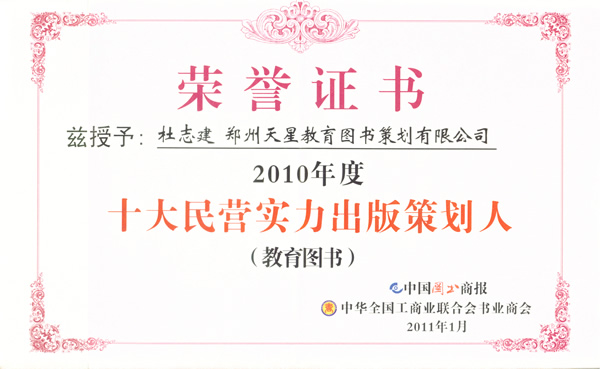 荣誉证书
兹授予：杜志建 郑州天星教育图书策划有限公司
2010年度
十大民营实力出版策划人
（教育图书）
中国图书商报
中华全国工商业联合会书业商会
2011年1月